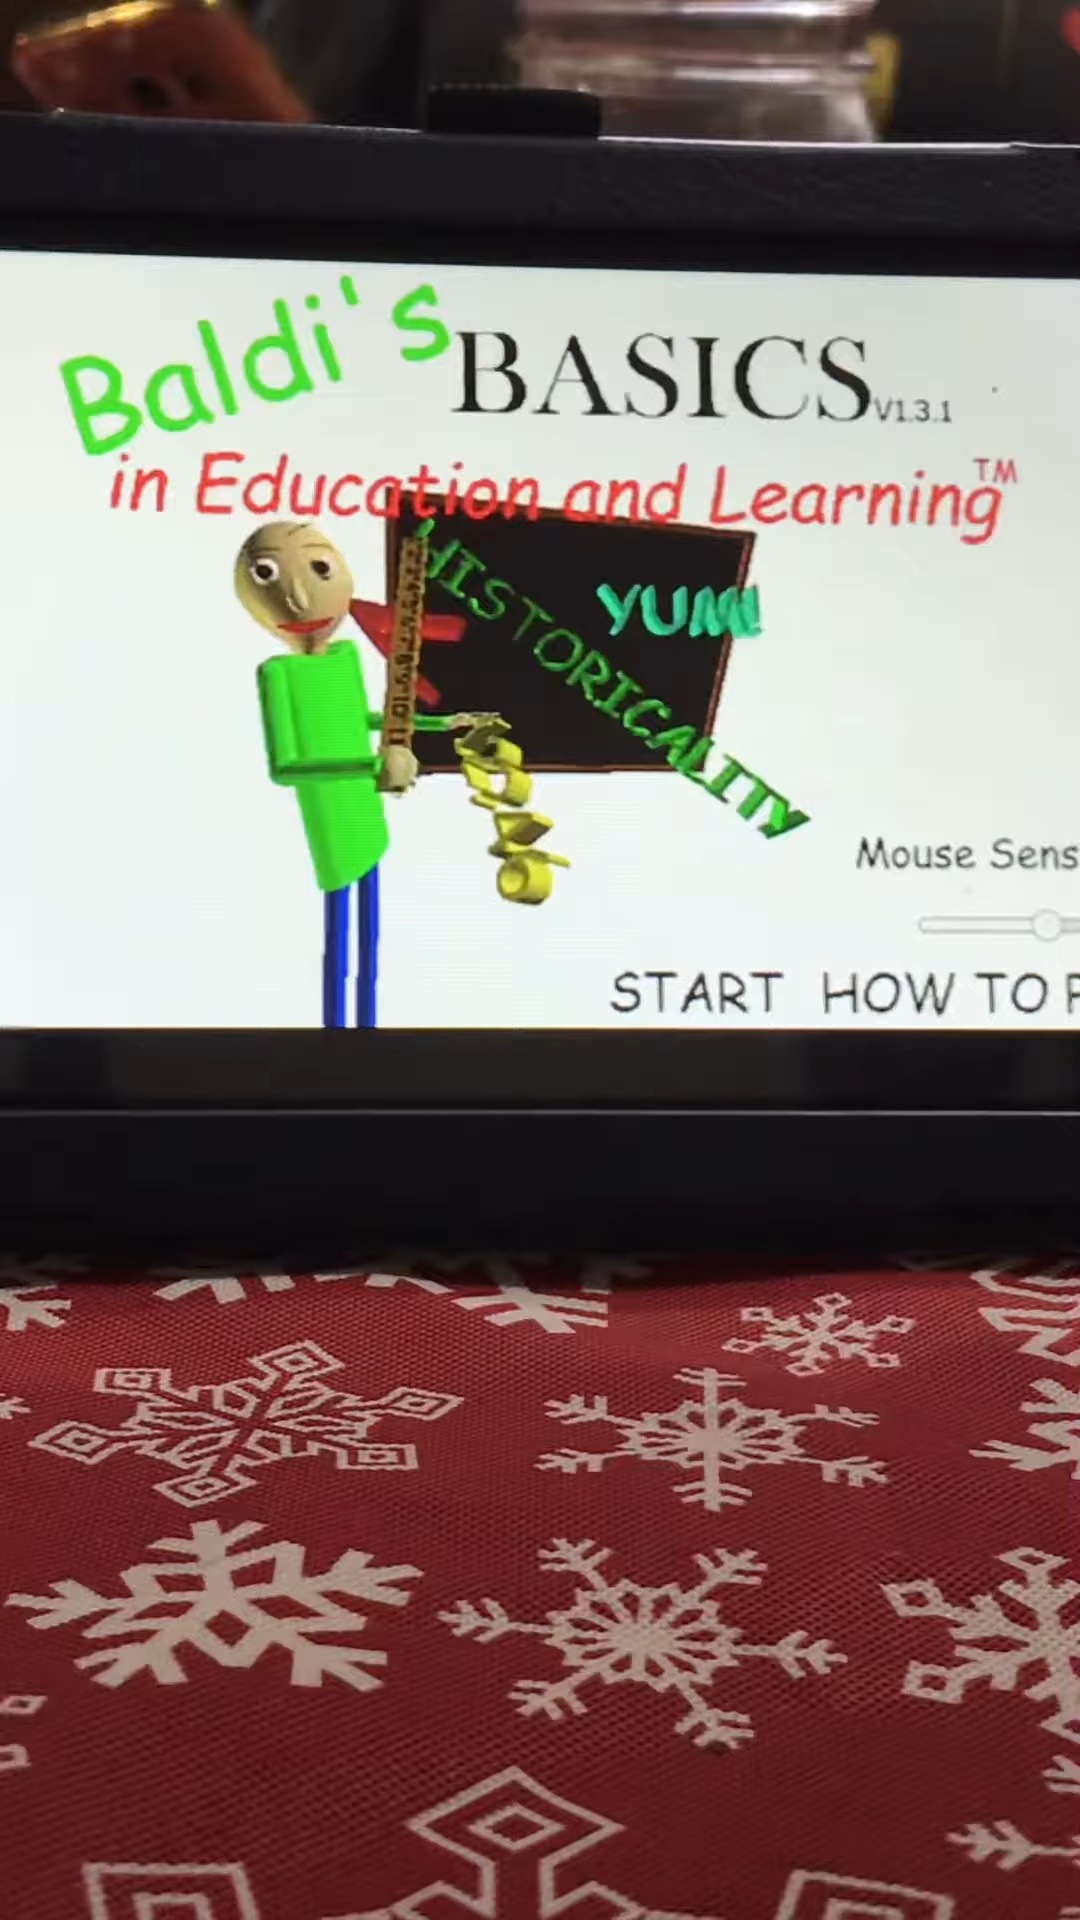 Baldi's
BASICS V1.3.1
in Education and Learning™
HISTORICALITY
YUM!
Mouse Sens
START HOW TO P